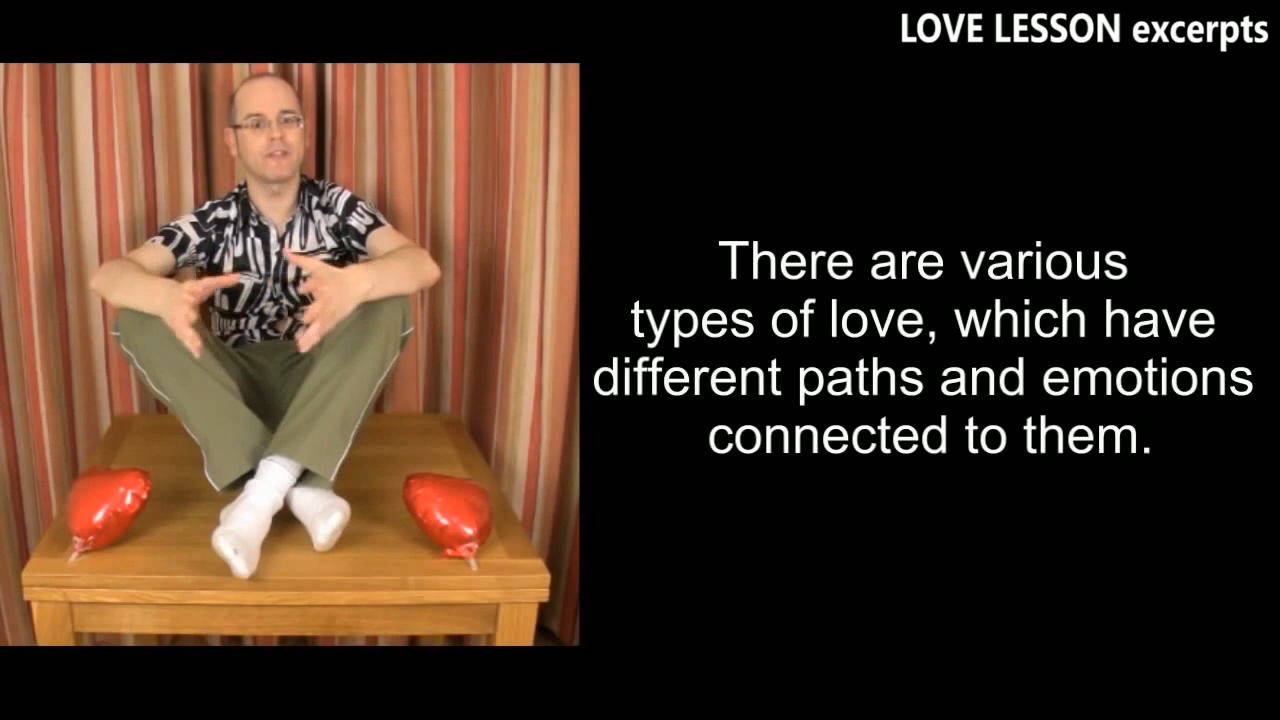 LOVE LESSON excerpts
There are various
types of love, which have
different paths and emotions
connected to them.